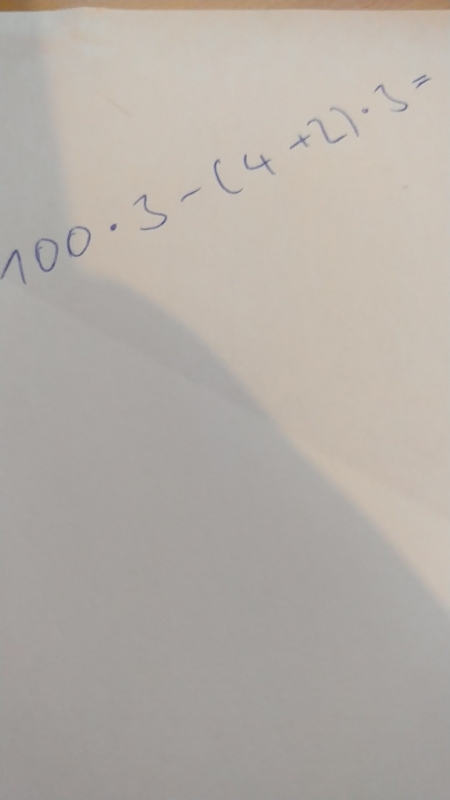 100 · 3 - (4 + 2) · 3 =